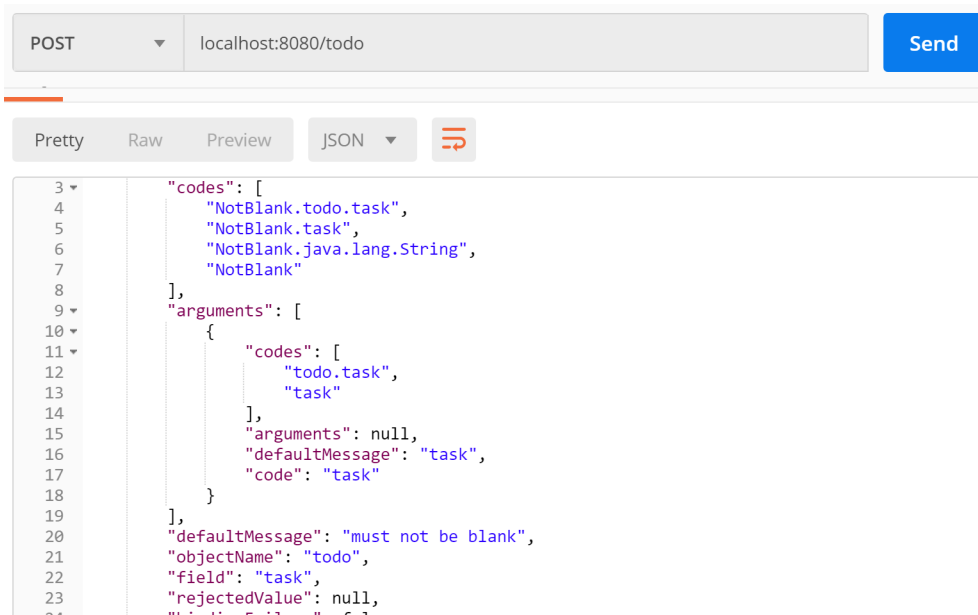 POST localhost:8080/todo Send
Pretty Raw Preview JSON
3 "codes": [
4 "NotBlank.todo.task",
5 "NotBlank.task",
6 "NotBlank.java.lang.String",
7 "NotBlank"
8 ],
9 "arguments": [
10 {
11 "codes": [
12 "todo.task",
13 "task"
14 ],
15 "arguments": null,
16 "defaultMessage": "task",
17 "code": "task"
18 }
19 ],
20 "defaultMessage": "must not be blank",
21 "objectName": "todo",
22 "field": "task",
23 "rejectedValue": null,